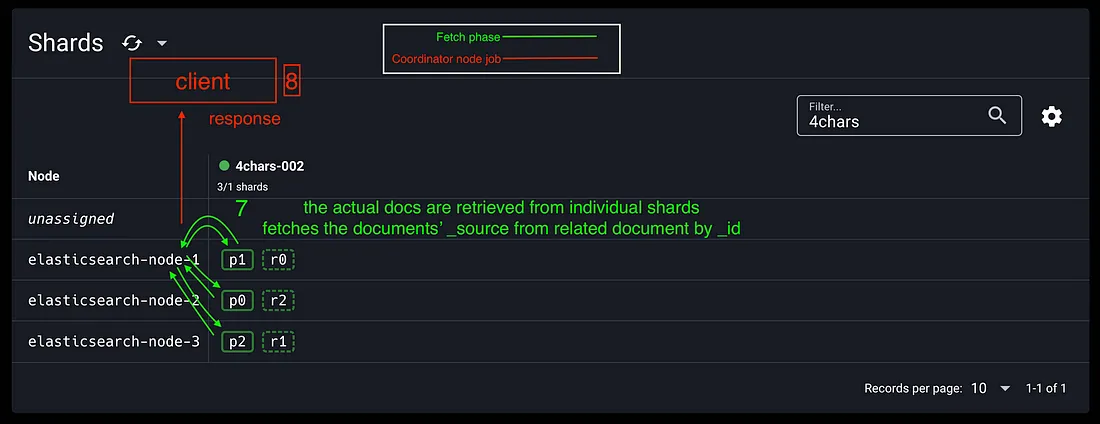 Shards
Fetch phase
Coordinator node job
client
8
response
Filter...
4chars
Node
4chars-002
3/1 shards
unassigned
7
the actual docs are retrieved from individual shards
fetches the documents’ _source from related document by _id
elasticsearch-node-1 p1 r0
elasticsearch-node-2 p0 r2
elasticsearch-node-3 p2 r1
Records per page: 10 1-1 of 1